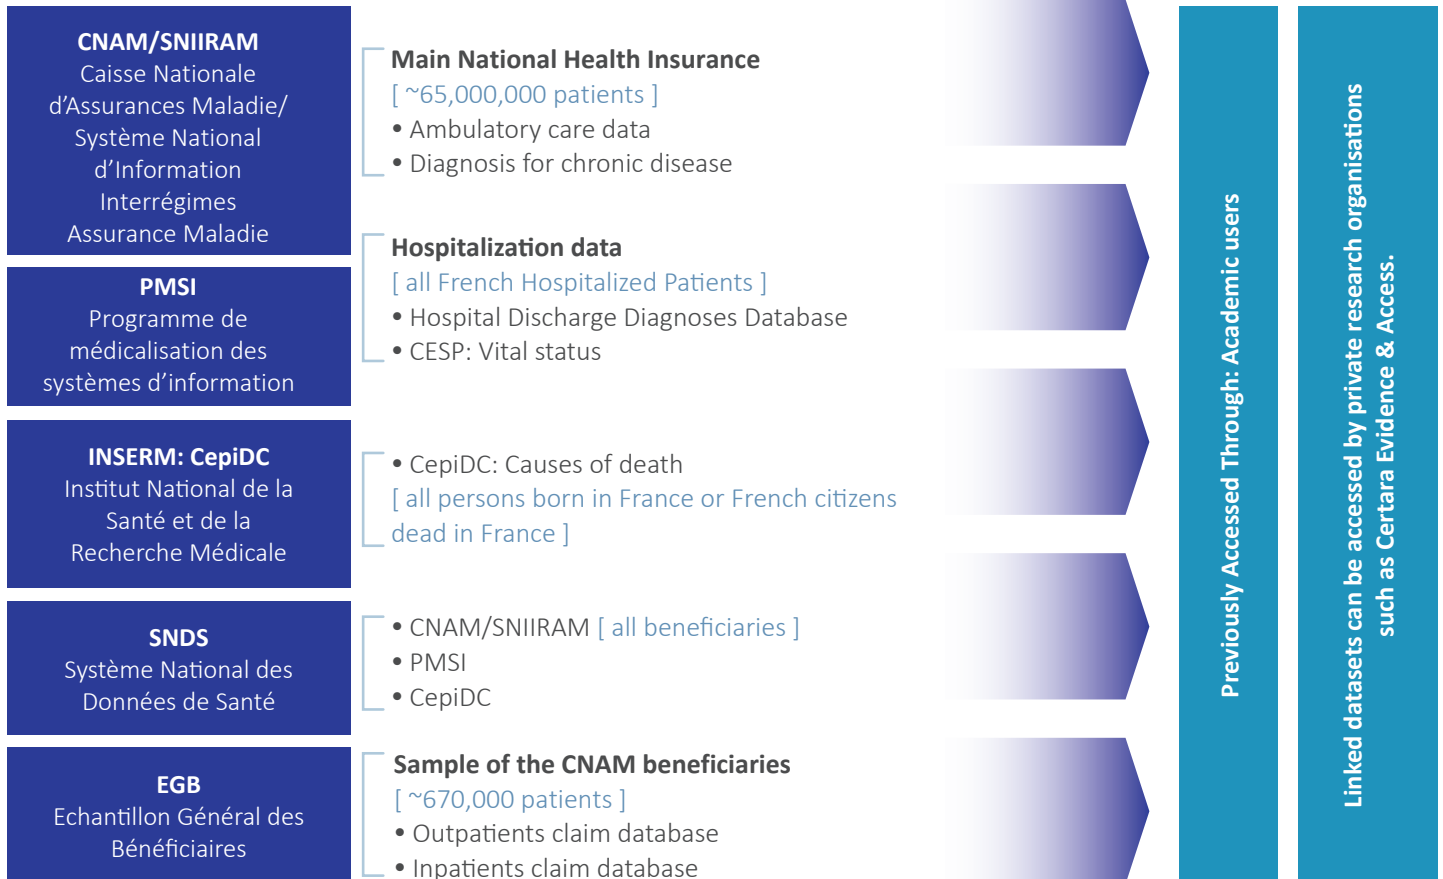 CNAM/SNIIRAM
Caisse Nationale
d’Assurances Maladie/
Système National
d’Information
Interrégimes
Assurance Maladie
Main National Health Insurance
[ ~65,000,000 patients ]
• Ambulatory care data
• Diagnosis for chronic disease
PMSI
Programme de
médicalisation des
systèmes d’information
Hospitalization data
[ all French Hospitalized Patients ]
• Hospital Discharge Diagnoses Database
• CESP: Vital status
INSERM: CepiDC
Institut National de la
Santé et de la
Recherche Médicale
• CepiDC: Causes of death
[ all persons born in France or French citizens
dead in France ]
SNDS
Système National des
Données de Santé
• CNAM/SNIIRAM [ all beneficiaries ]
• PMSI
• CepiDC
EGB
Echantillon Général des
Bénéficiaires
Sample of the CNAM beneficiaries
[ ~670,000 patients ]
• Outpatients claim database
• Inpatients claim database
Previously Accessed Through: Academic users
Linked datasets can be accessed by private research organisations
such as Certara Evidence & Access.